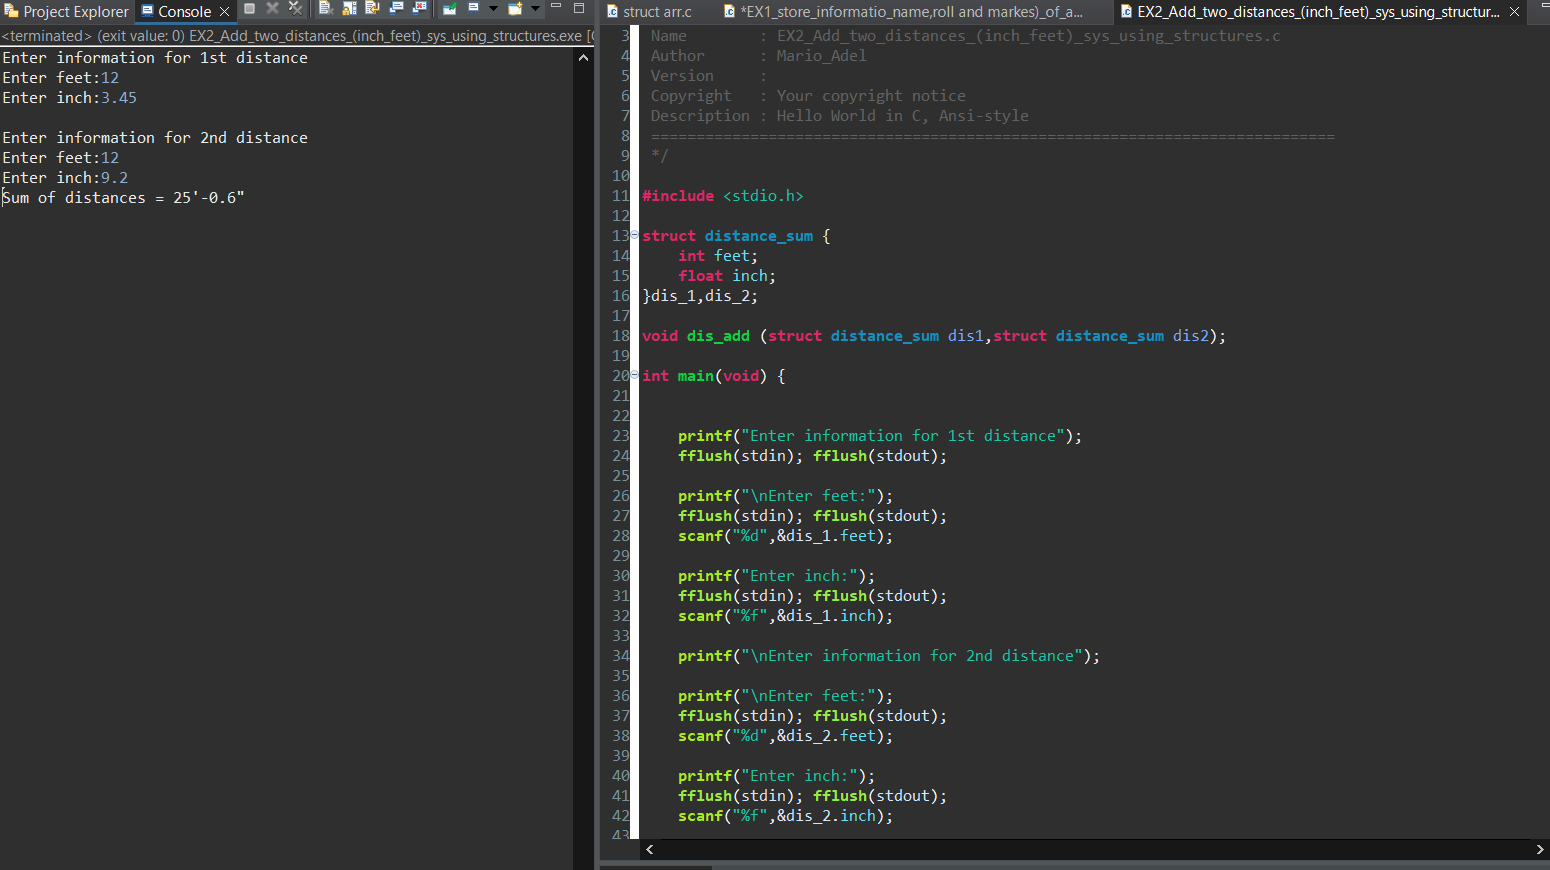 Project Explorer
Console
<terminated> (exit value: 0) EX2_Add_two_distances_(inch_feet)_sys_using_structures.exe [
Enter information for 1st distance
Enter feet:12
Enter inch:3.45
Enter information for 2nd distance
Enter feet:12
Enter inch:9.2
Sum of distances = 25'-0.6"
struct arr.c
*EX1_store_informatio_name,roll and markes)_of_a...
EX2_Add_two_distances_(inch_feet)_sys_using_structur...
3 Name : EX2_Add_two_distances_(inch_feet)_sys_using_structures.c
4 Author : Mario_Adel
5 Version :
6 Copyright : Your copyright notice
7 Description : Hello World in C, Ansi-style
8 ============================================================================
9 */
10
11 #include <stdio.h>
12
13 struct distance_sum {
14 int feet;
15 float inch;
16 }dis_1,dis_2;
17
18 void dis_add (struct distance_sum dis1,struct distance_sum dis2);
19
20 int main(void) {
21
22
23 printf("Enter information for 1st distance");
24 fflush(stdin); fflush(stdout);
25
26 printf("\nEnter feet:");
27 fflush(stdin); fflush(stdout);
28 scanf("%d",&dis_1.feet);
29
30 printf("Enter inch:");
31 fflush(stdin); fflush(stdout);
32 scanf("%f",&dis_1.inch);
33
34 printf("\nEnter information for 2nd distance");
35
36 printf("\nEnter feet:");
37 fflush(stdin); fflush(stdout);
38 scanf("%d",&dis_2.feet);
39
40 printf("Enter inch:");
41 fflush(stdin); fflush(stdout);
42 scanf("%f",&dis_2.inch);
43